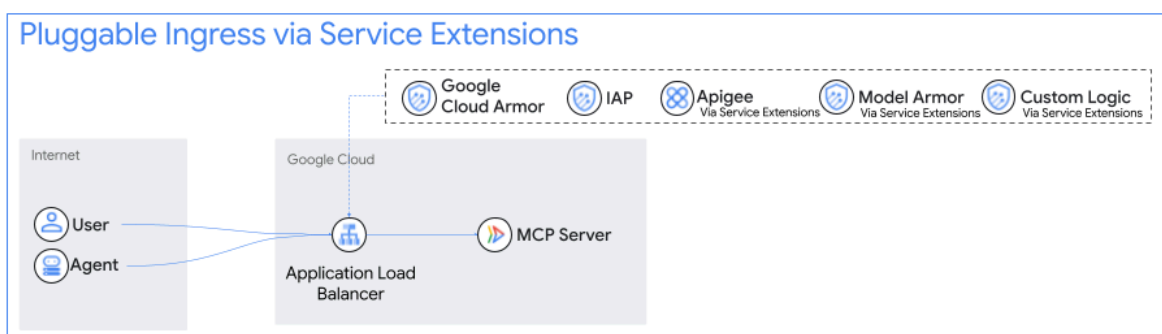 Pluggable Ingress via Service Extensions
Google
Cloud Armor
IAP
Apigee
Via Service Extensions
Model Armor
Via Service Extensions
Custom Logic
Via Service Extensions
Internet
User
Agent
Google Cloud
Application Load
Balancer
MCP Server